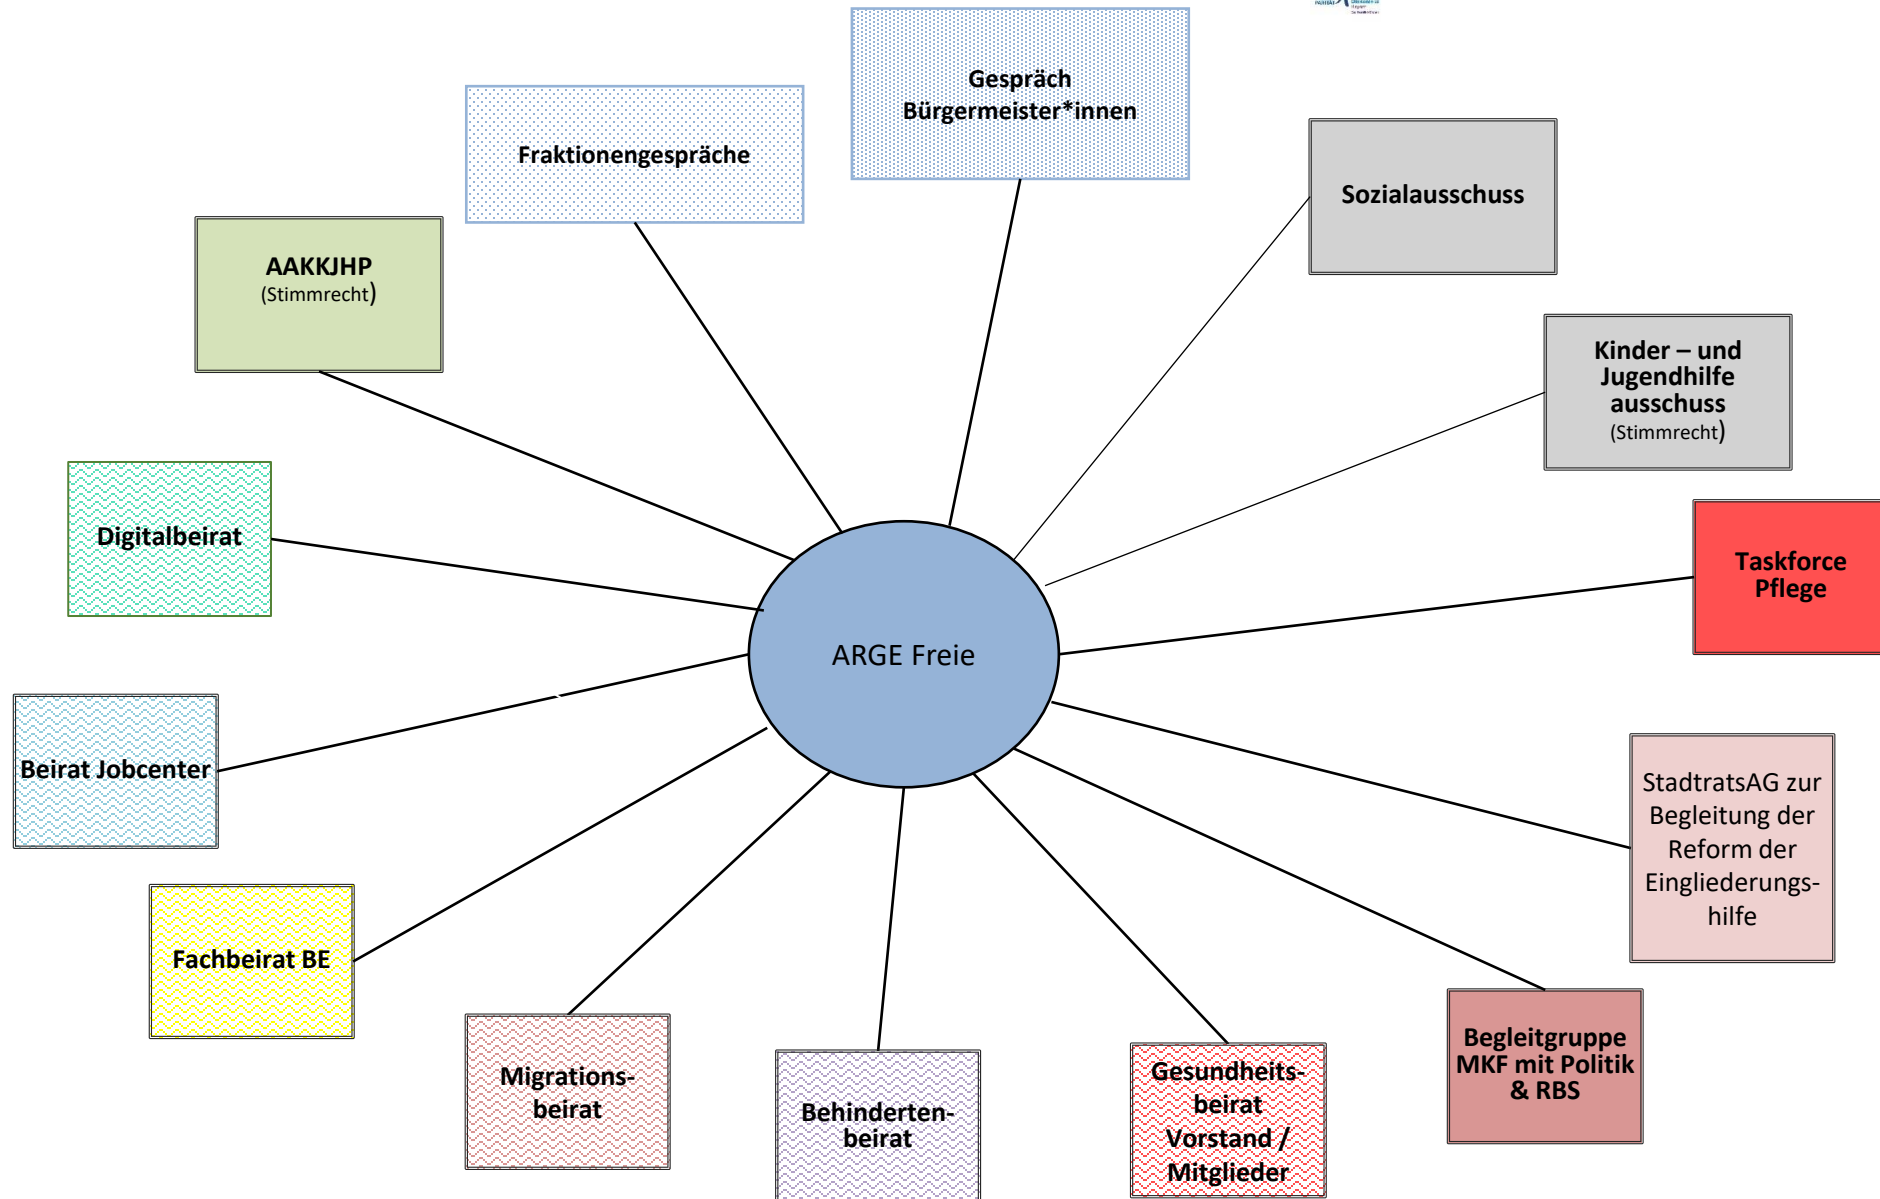 PARITÄT
Gespräch
Bürgermeister*innen
Fraktionengespräche
Sozialausschuss
AAKKJHP
(Stimmrecht)
Kinder – und
Jugendhilfe
ausschuss
(Stimmrecht)
Digitalbeirat
Taskforce
Pflege
ARGE Freie
Beirat Jobcenter
StadtratsAG zur
Begleitung der
Reform der
Eingliederungs-
hilfe
Fachbeirat BE
Begleitgruppe
MKF mit Politik
& RBS
Migrations-
beirat
Behinderten-
beirat
Gesundheits-
beirat
Vorstand /
Mitglieder